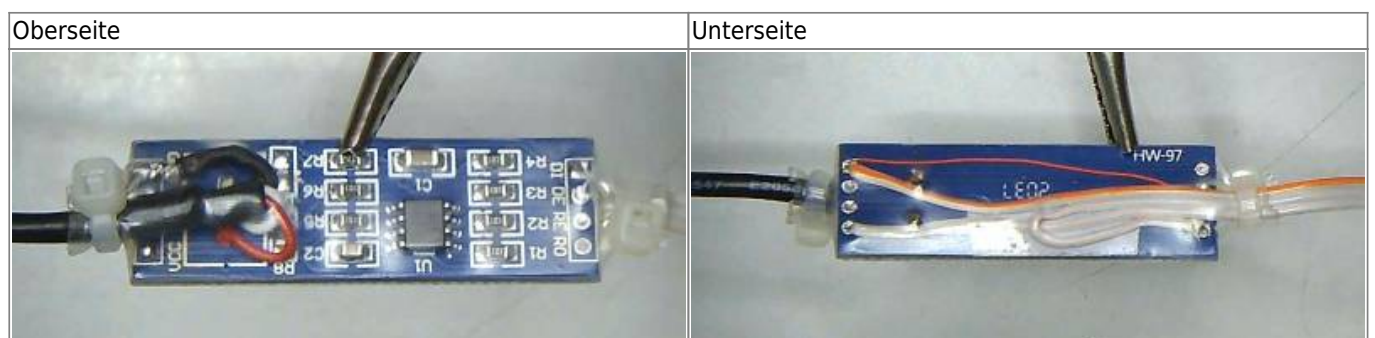 Oberseite
Unterseite
R7
C1
R4
DI
R6
R3
DE
R5
R2
RE
C2
U1
R1
RO
VCC
R8
HW-97